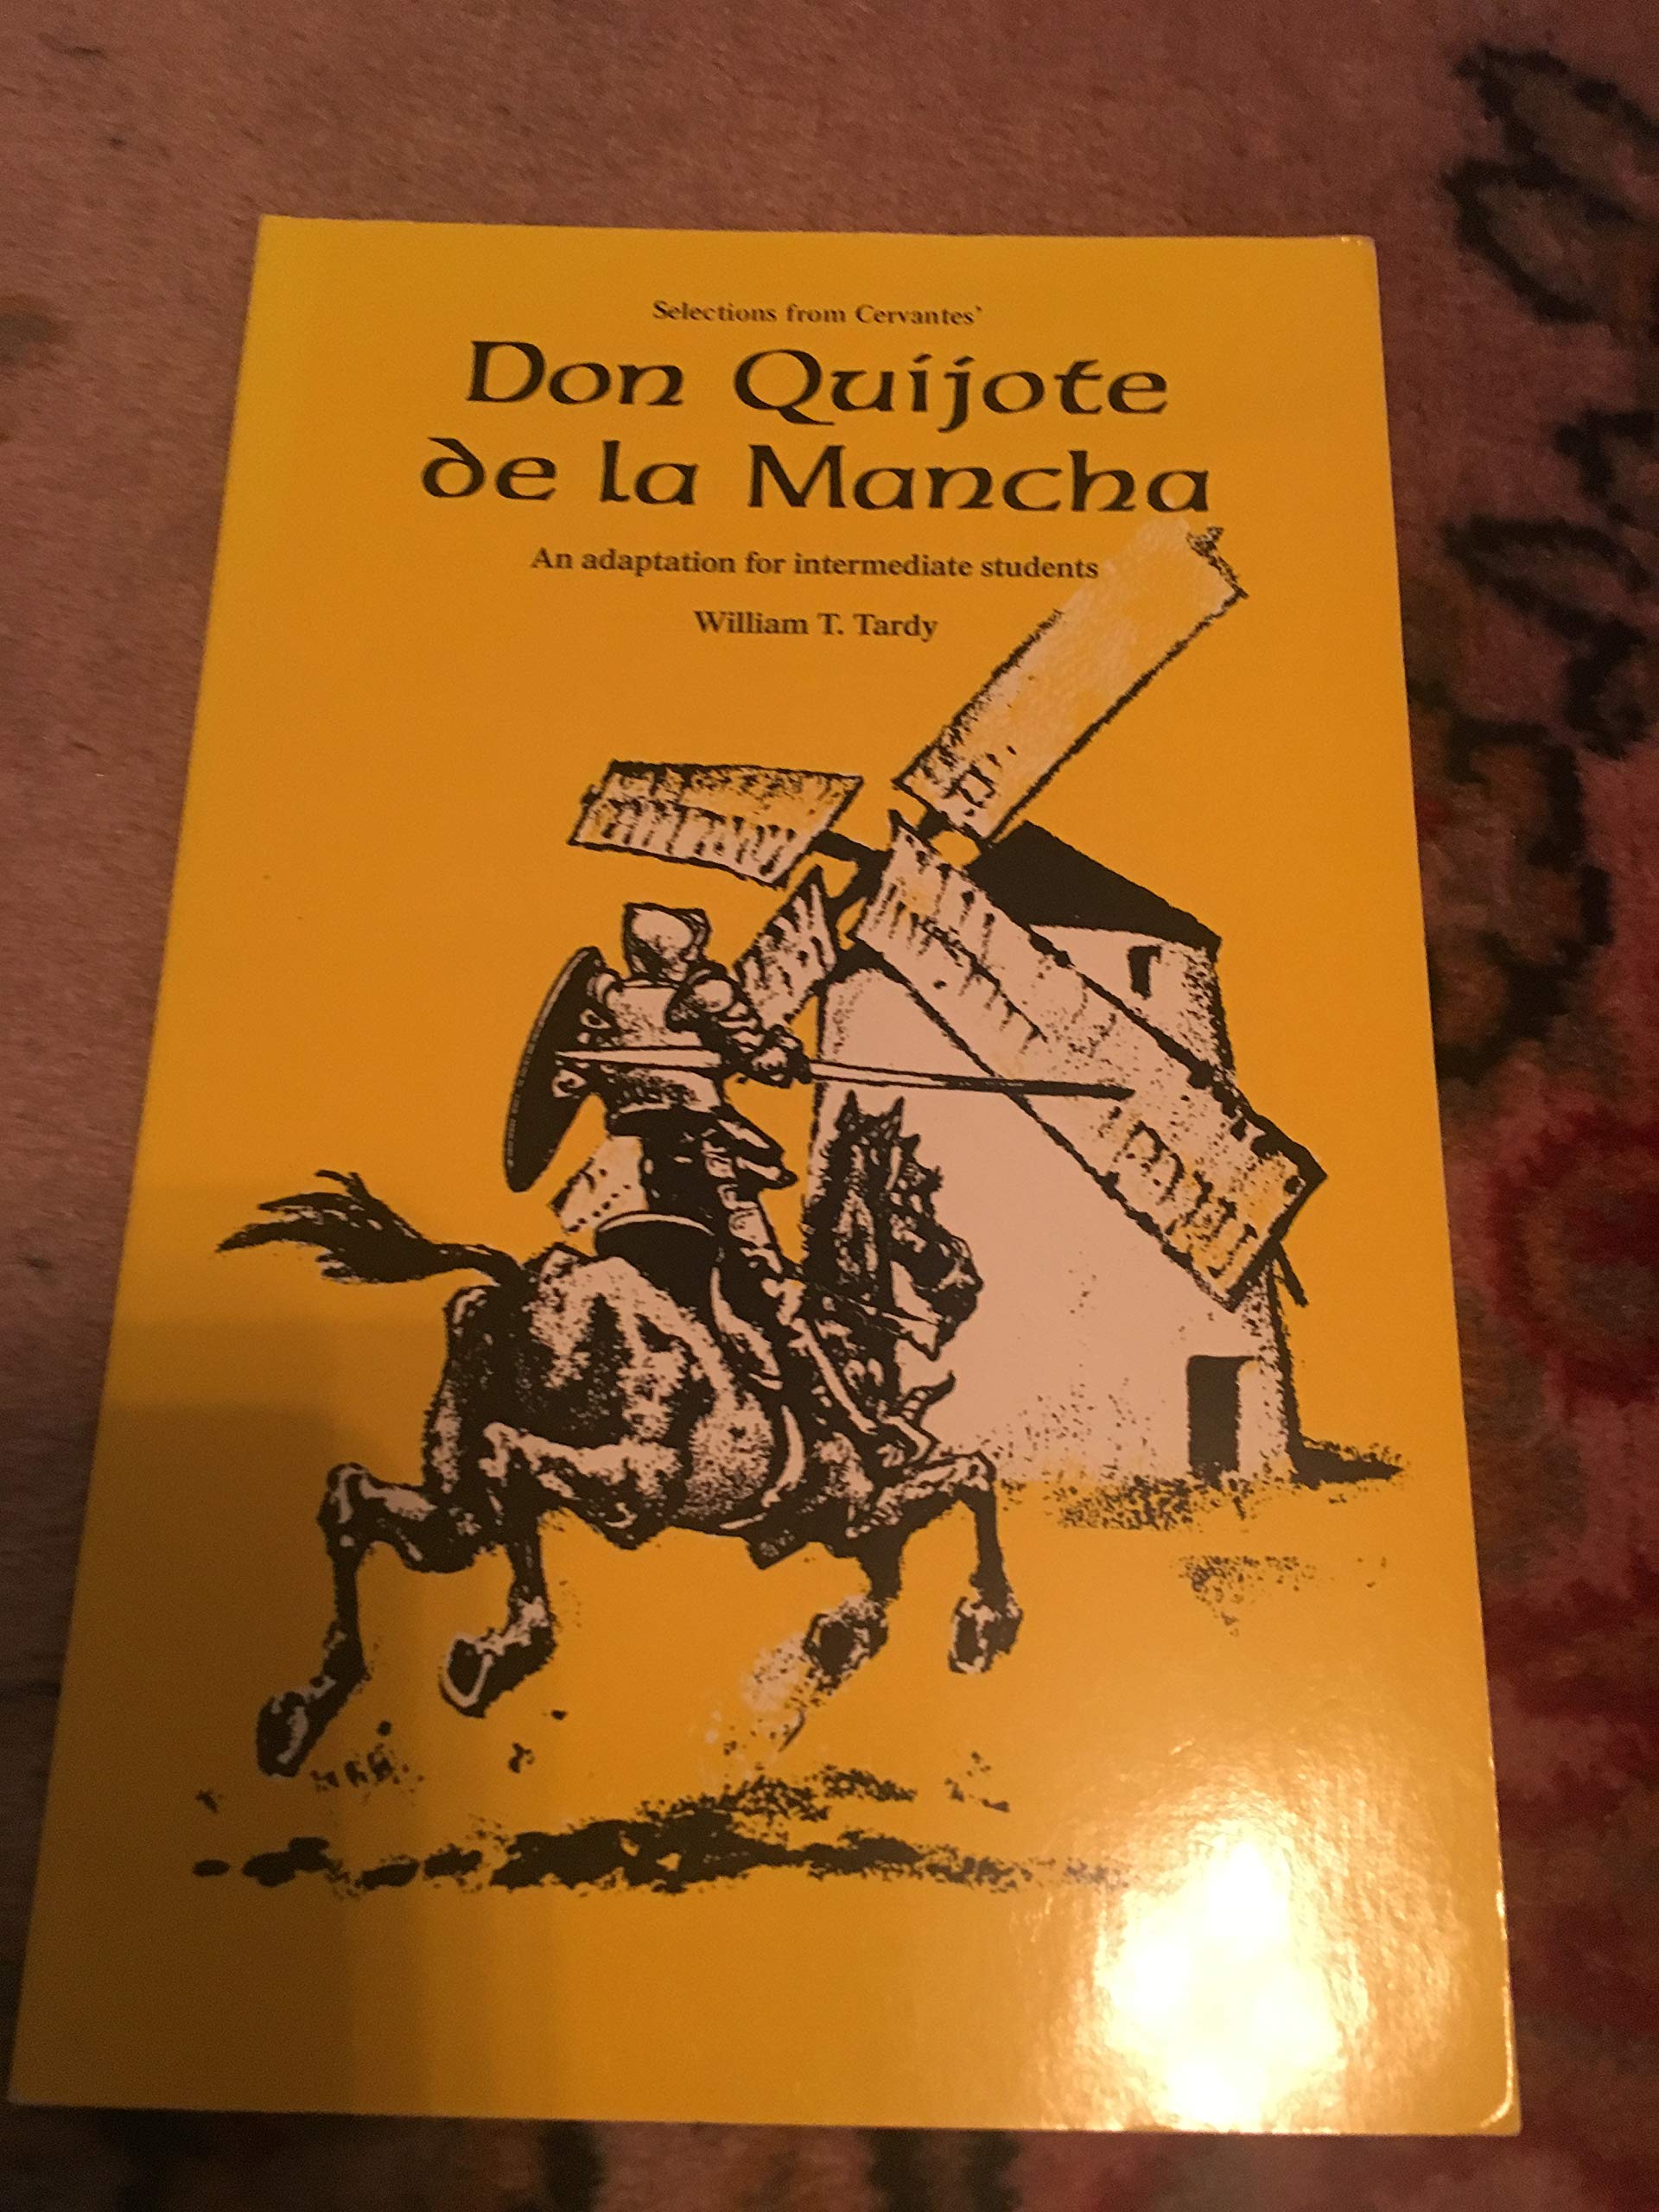 Selections from Cervantes'
Don Quijote
de la Mancha
An adaptation for intermediate students
William T. Tardy